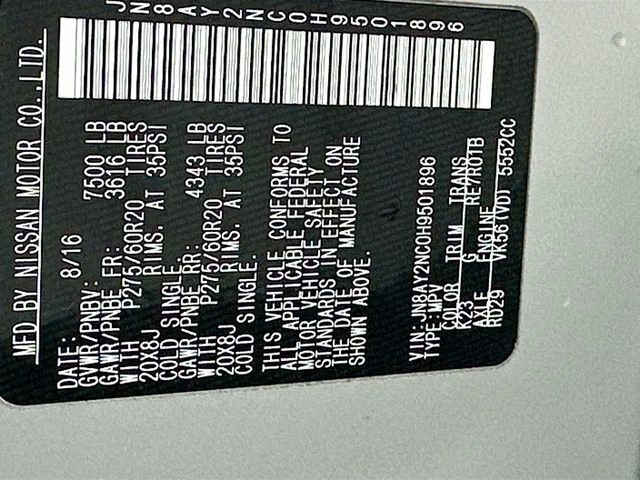 MFD BY NISSAN MOTOR CO.,LTD.
JN8AY2NC0H9501896
DATE: 8/16
GVWR/PNBV: 7500 LB
GAWR/PNBE FR: 3616 LB
WITH P275/60R20 TIRES
20X8J RIMS. AT 35PSI
COLD SINGLE.
GAWR/PNBE RR: 4343 LB
WITH P275/60R20 TIRES
20X8J RIMS. AT 35PSI
COLD SINGLE.
THIS VEHICLE CONFORMS TO
ALL APPLICABLE FEDERAL
MOTOR VEHICLE SAFETY
STANDARDS IN EFFECT ON
THE DATE OF MANUFACTURE
SHOWN ABOVE.
VIN:JN8AY2NC0H9501896
TYPE:MPV
COLOR TRIM TRANS
K23 G RE7R01B
AXLE ENGINE
RD29 VK56(VD) 5552CC